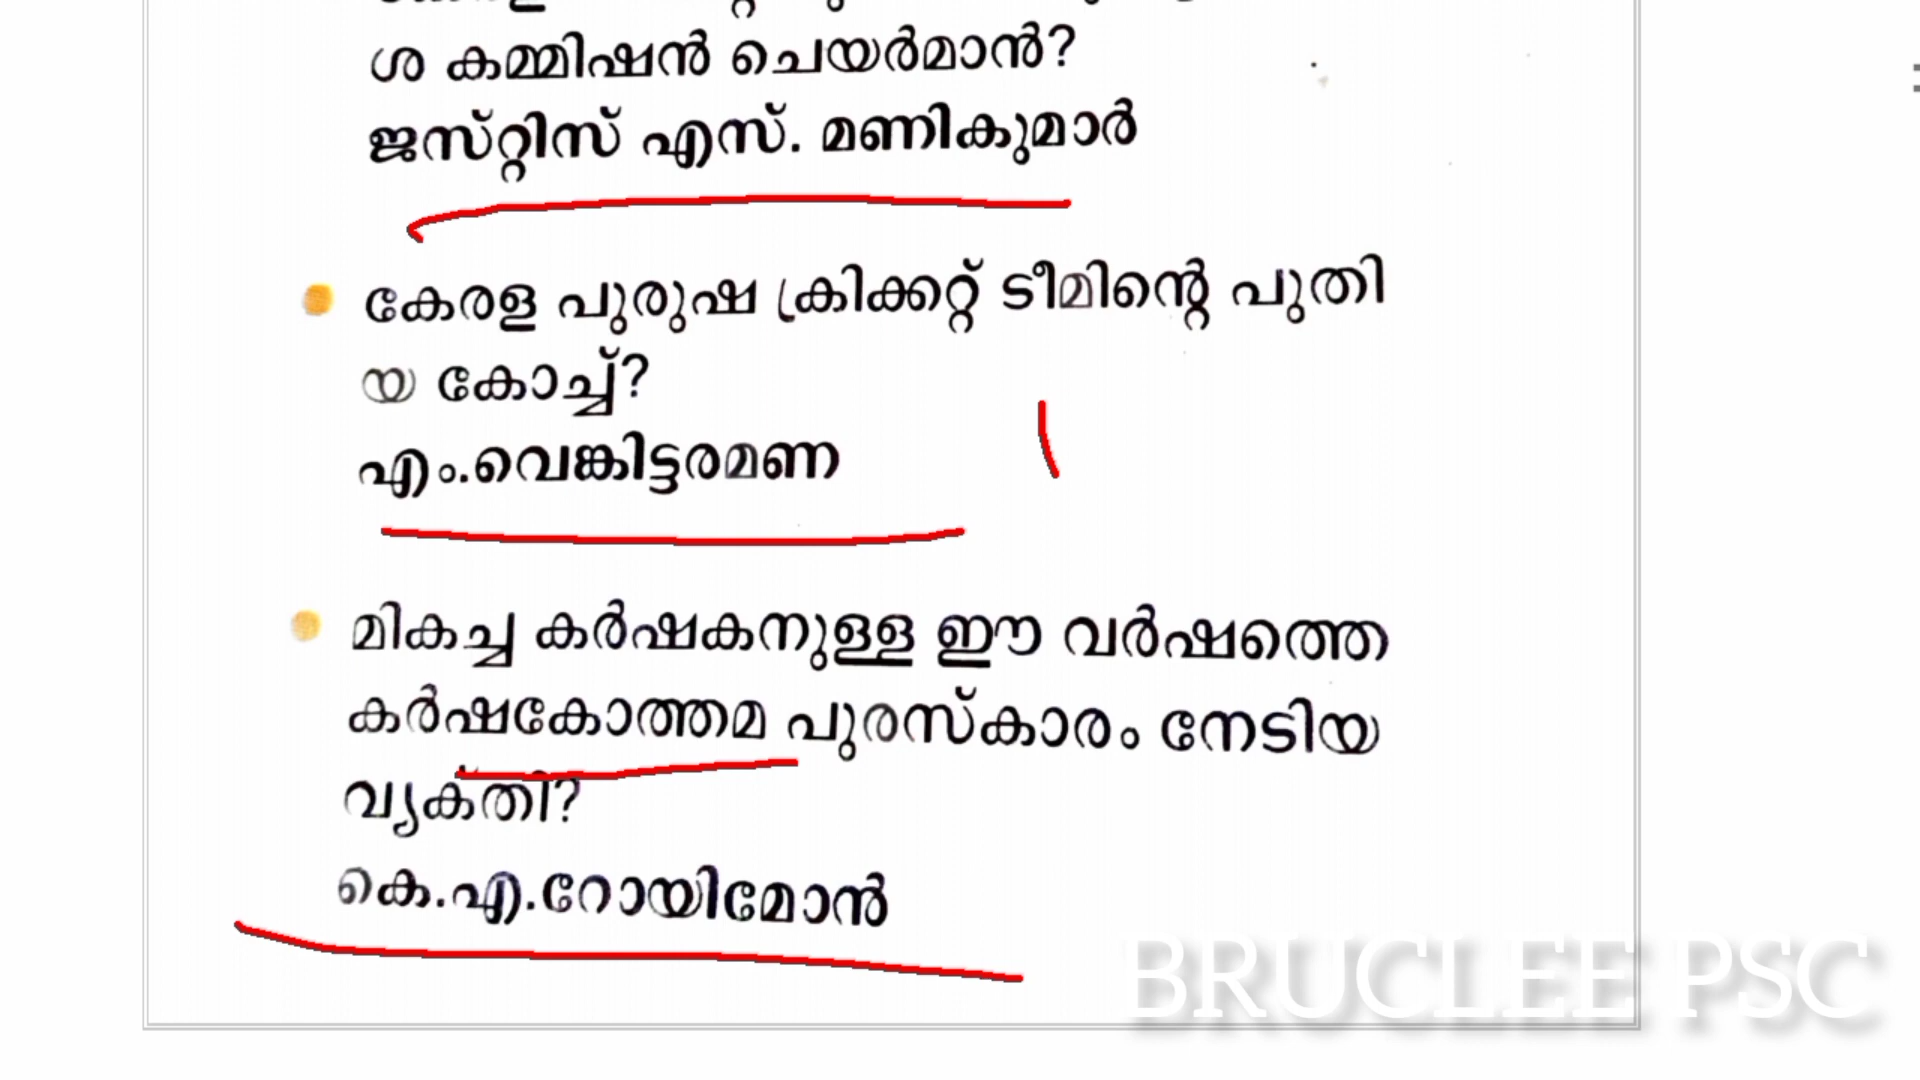 ശ കമ്മിഷൻ ചെയർമാൻ?
ജസ്റ്റിസ് എസ്. മണികുമാർ
കേരള പുരുഷ ക്രിക്കറ്റ് ടീമിന്റെ പുതി
യ കോച്ച്?
എം.വെങ്കിട്ടരമണ
മികച്ച കർഷകനുള്ള ഈ വർഷത്തെ
കർഷകോത്തമ പുരസ്കാരം നേടിയ
വ്യക്തി?
കെ.എ.റോയിമോൻ
BRUCLEE PSC